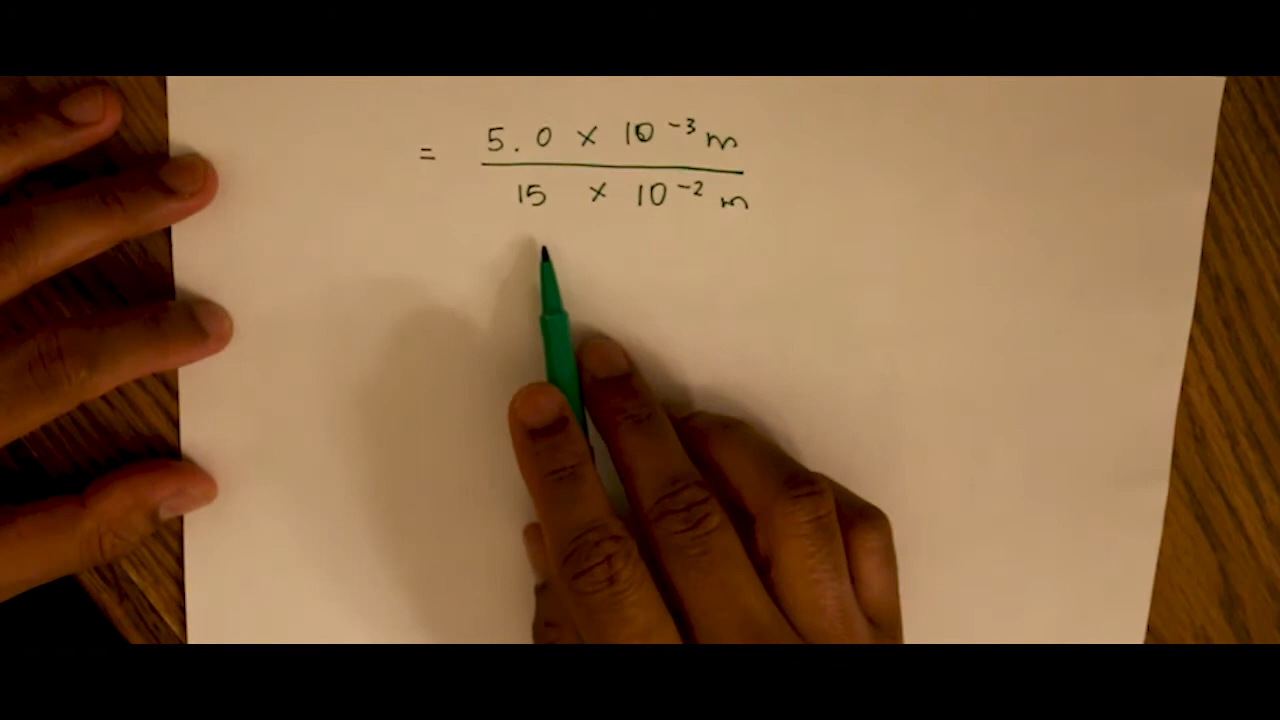 = 5.0 × 10⁻³ m
15 × 10⁻² m